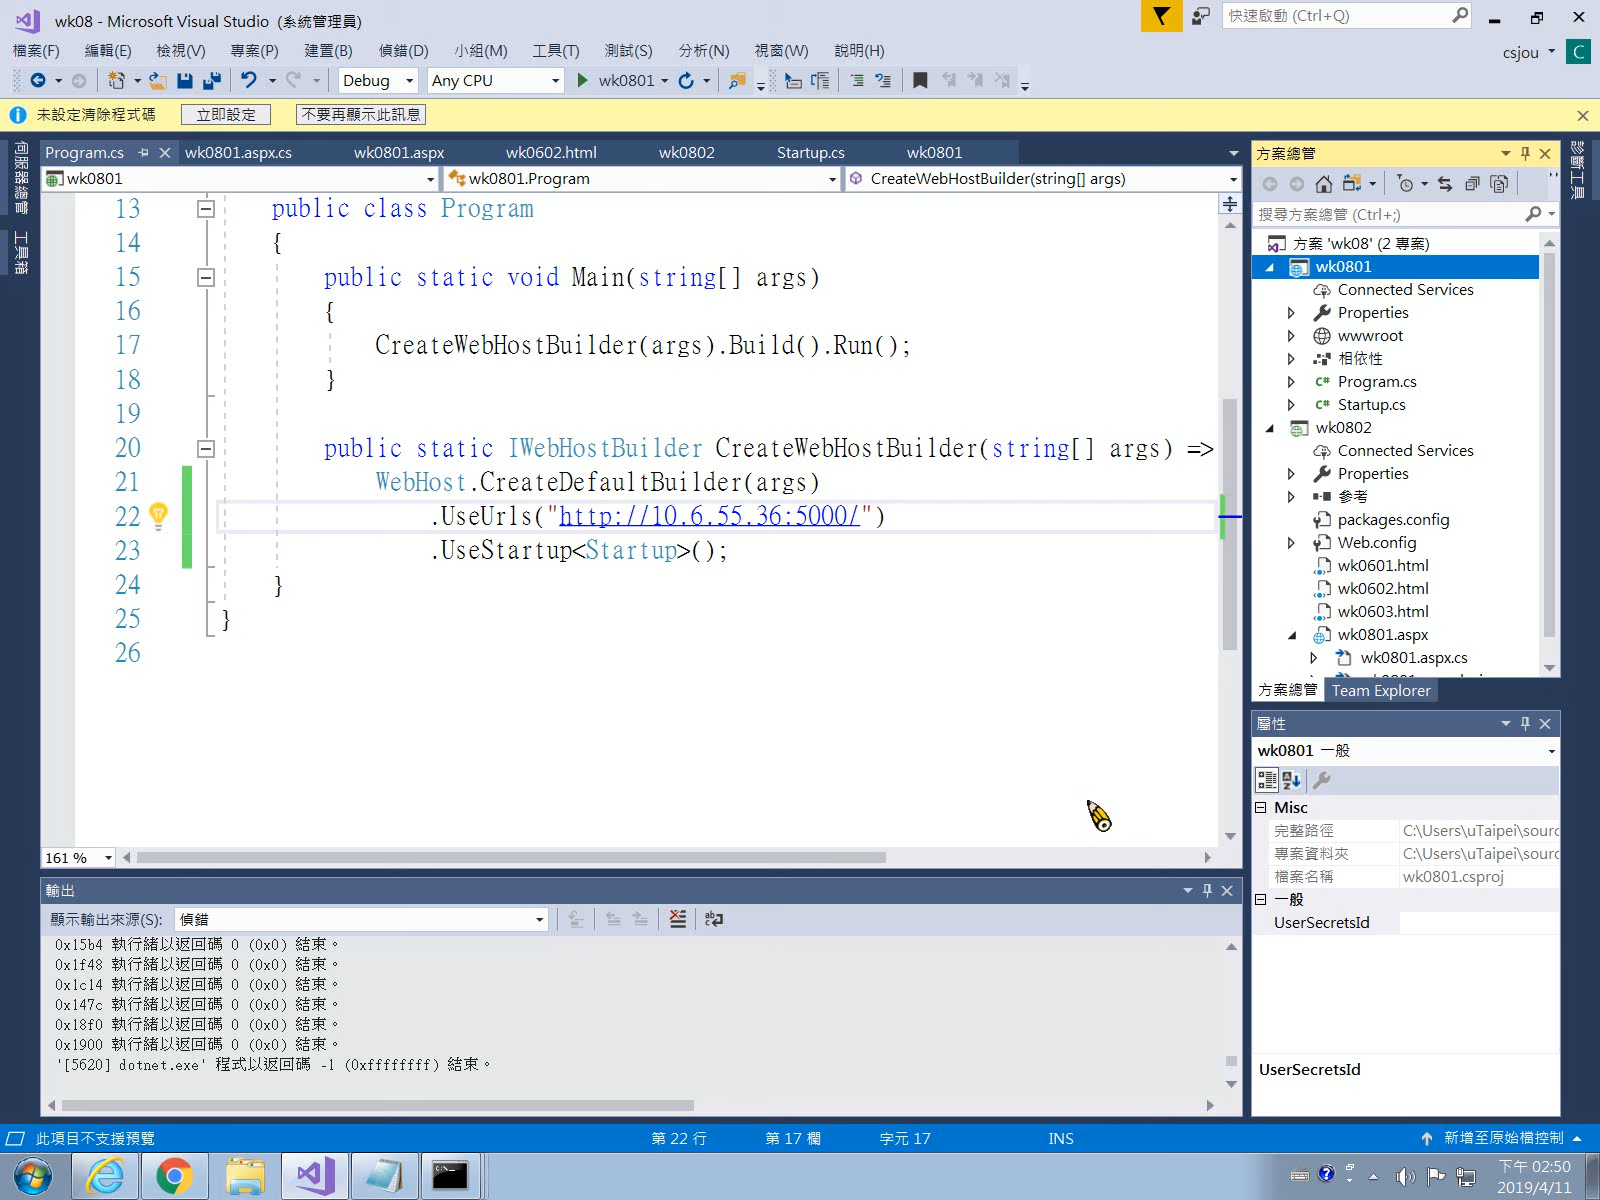 wk08 - Microsoft Visual Studio (系統管理員)
快速啟動 (Ctrl+Q)
檔案(F) 編輯(E) 檢視(V) 專案(P) 建置(B) 偵錯(D) 小組(M) 工具(T) 測試(S) 分析(N) 視窗(W) 說明(H)
csjou
C
Debug Any CPU wk0801
未設定清除程式碼 立即設定 不要再顯示此訊息
伺服器總管
工具箱
Program.cs wk0801.aspx.cs wk0801.aspx wk0602.html wk0802 Startup.cs wk0801
wk0801 wk0801.Program CreateWebHostBuilder(string[] args)
13 public class Program
14 {
15 public static void Main(string[] args)
16 {
17 CreateWebHostBuilder(args).Build().Run();
18 }
19
20 public static IWebHostBuilder CreateWebHostBuilder(string[] args) =>
21 WebHost.CreateDefaultBuilder(args)
22 .UseUrls("http://10.6.55.36:5000/")
23 .UseStartup<Startup>();
24 }
25 }
26
161 %
輸出
顯示輸出來源(S): 偵錯
0x15b4 執行緒以返回碼 0 (0x0) 結束。
0x1f48 執行緒以返回碼 0 (0x0) 結束。
0x1c14 執行緒以返回碼 0 (0x0) 結束。
0x147c 執行緒以返回碼 0 (0x0) 結束。
0x18f0 執行緒以返回碼 0 (0x0) 結束。
0x1900 執行緒以返回碼 0 (0x0) 結束。
'[5620] dotnet.exe' 程式以返回碼 -1 (0xffffffff) 結束。
方案總管
搜尋方案總管 (Ctrl+;)
方案 'wk08' (2 專案)
wk0801
Connected Services
Properties
wwwroot
相依性
C# Program.cs
C# Startup.cs
wk0802
Connected Services
Properties
參考
packages.config
Web.config
wk0601.html
wk0602.html
wk0603.html
wk0801.aspx
wk0801.aspx.cs
方案總管 Team Explorer
屬性
wk0801 一般
Misc
完整路徑 C:\Users\uTaipei\sourc
專案資料夾 C:\Users\uTaipei\sourc
檔案名稱 wk0801.csproj
一般
UserSecretsId
UserSecretsId
診斷工具
此項目不支援預覽 第 22 行 第 17 欄 字元 17 INS 新增至原始檔控制
下午 02:50
2019/4/11